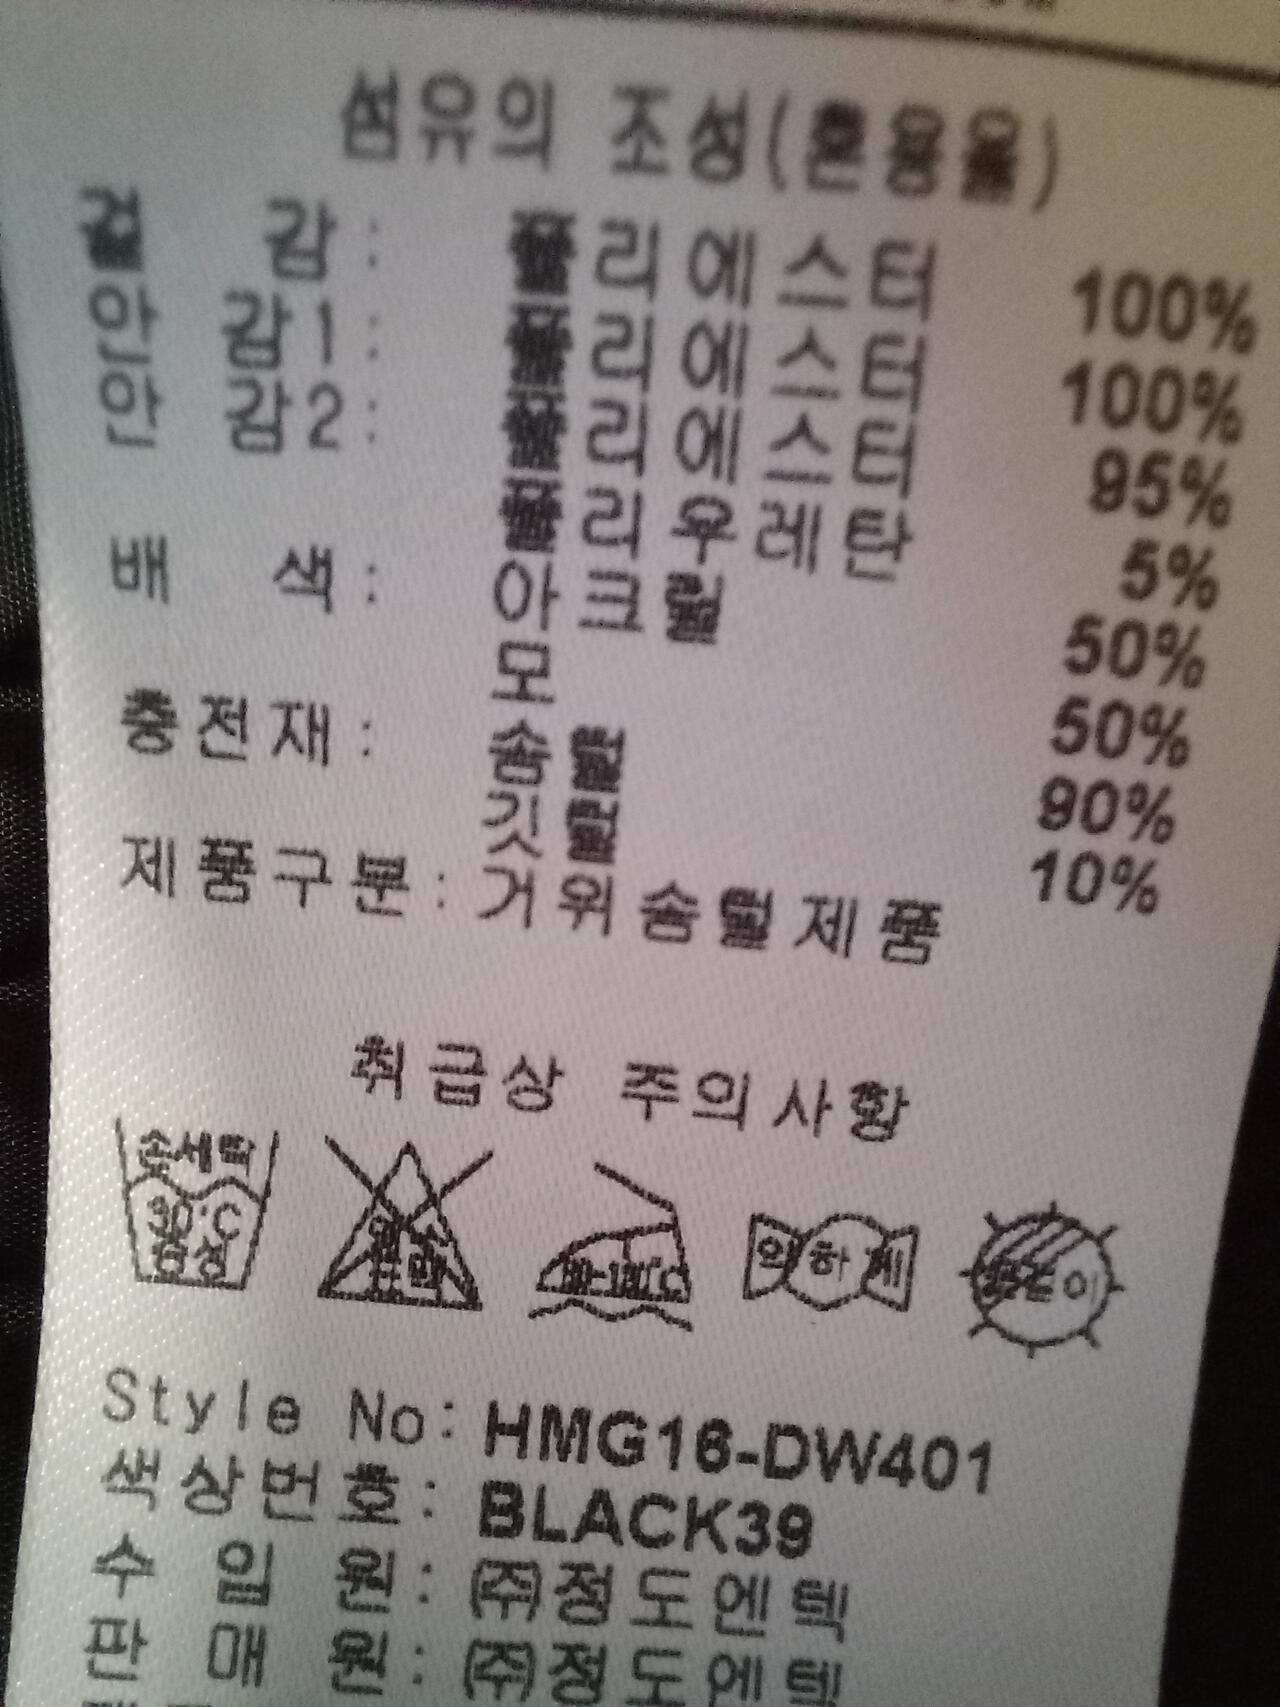 섬유의 조성(혼용율)
겉 감: 폴리에스터 100%
안 감1: 폴리에스터 100%
안 감2: 폴리에스터 95%
폴리우레탄 5%
배 색: 아크릴 50%
모 50%
충전재: 솜털 90%
깃털 10%
제품구분: 거위솜털제품
취급상 주의사항
손세탁
30°C
중성
약하게
Style No: HMG16-DW401
색상번호: BLACK39
수 입 원: ㈜정도엔텍
판 매 원: ㈜정도엔텍